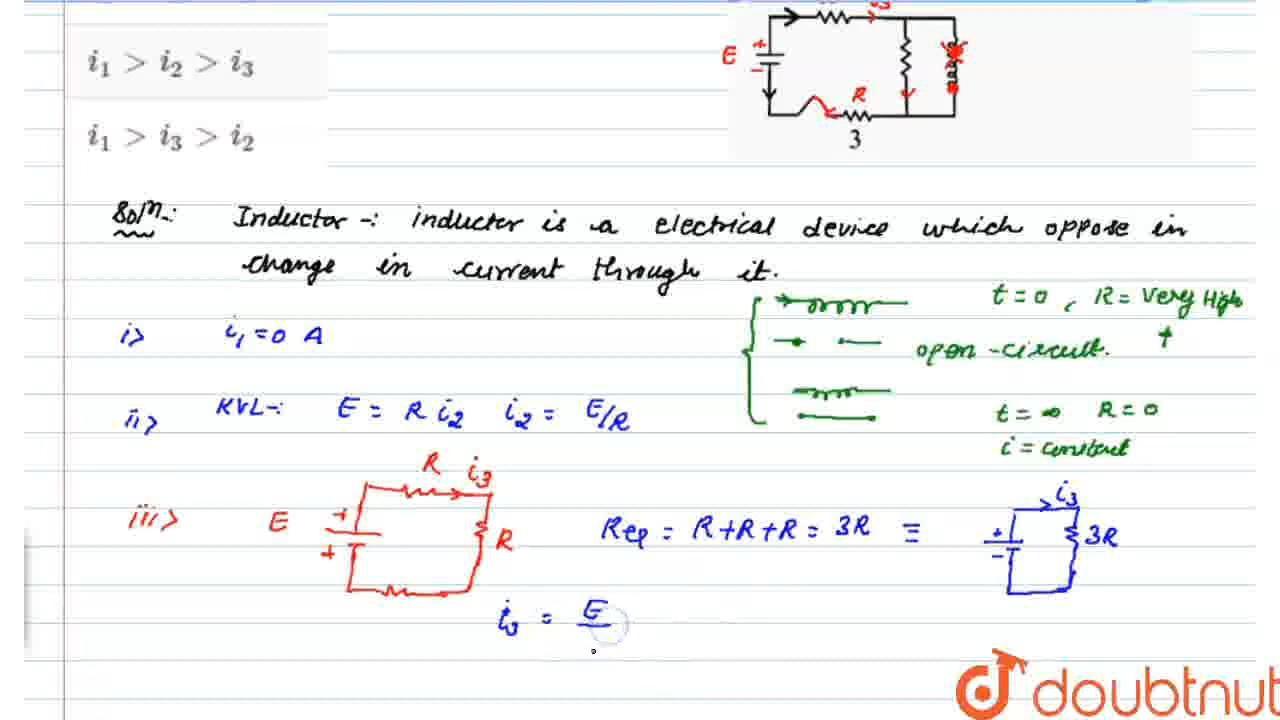 i₁ > i₂ > i₃
i₁ > i₃ > i₂
E
+
-
R
3
Solⁿ:
Inductor -: inductor is a electrical device which oppose in
change in current through it.
t = 0 , R = Very High
open-circuit.
t = ∞ R = 0
i = constant
i> i₁ = 0 A
ii> KVL-: E = R i₂ i₂ = E/R
iii> E + + R i₃ R
Req = R+R+R = 3R ≡
+ - i₃ 3R
i₃ = E
doubtnut